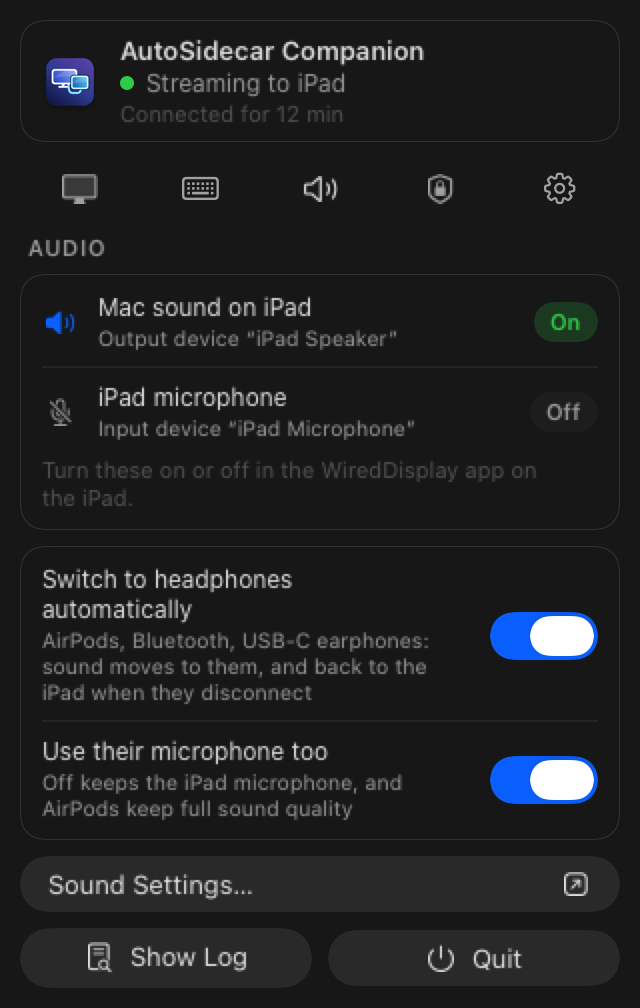 AutoSidecar Companion
Streaming to iPad
Connected for 12 min
AUDIO
Mac sound on iPad
Output device “iPad Speaker”
On
iPad microphone
Input device “iPad Microphone”
Off
Turn these on or off in the WiredDisplay app on
the iPad.
Switch to headphones
automatically
AirPods, Bluetooth, USB-C earphones:
sound moves to them, and back to the
iPad when they disconnect
Use their microphone too
Off keeps the iPad microphone, and
AirPods keep full sound quality
Sound Settings...
Show Log
Quit